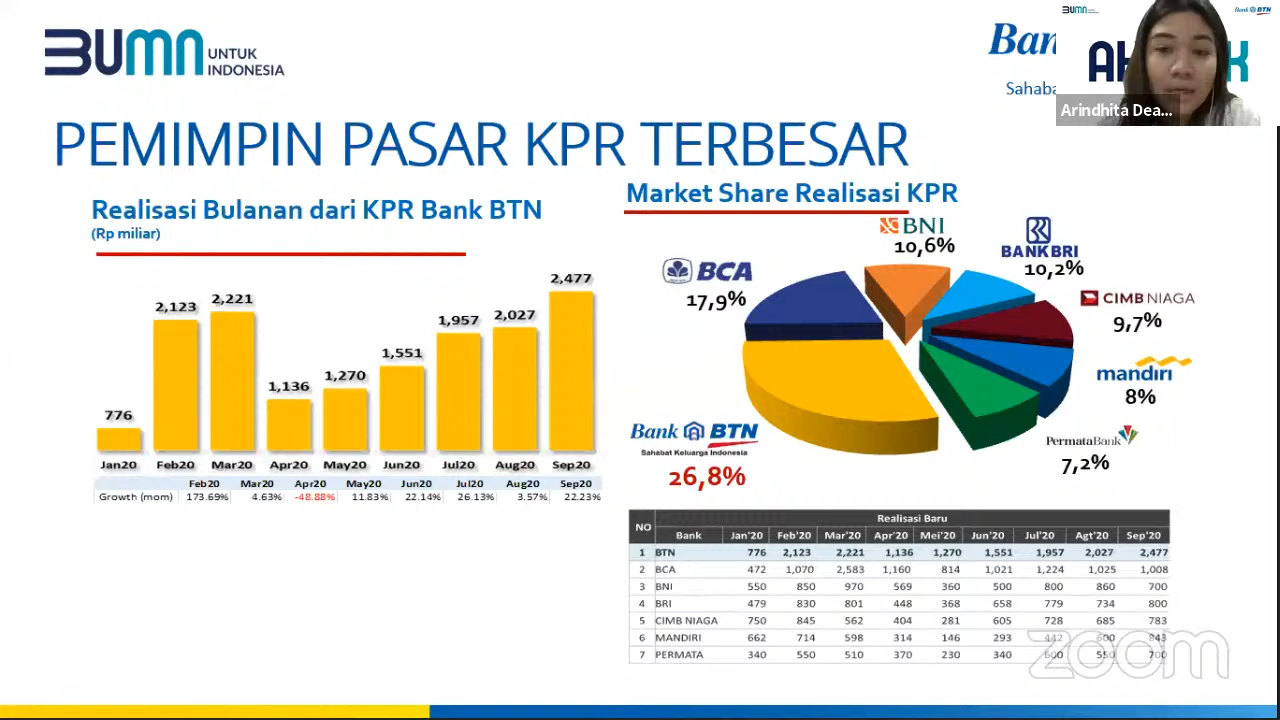 BUMN
UNTUK
INDONESIA
BUMN
Bank BTN
Ban
Sahaba
Arindhita Dea...
PEMIMPIN PASAR KPR TERBESAR
Realisasi Bulanan dari KPR Bank BTN
(Rp miliar)
776
2,123
2,221
1,136
1,270
1,551
1,957
2,027
2,477
Jan20 Feb20 Mar20 Apr20 May20 Jun20 Jul20 Aug20 Sep20
Feb20 Mar20 Apr20 May20 Jun20 Jul20 Aug20 Sep20
Growth (mom) 173.69% 4.63% -48.88% 11.83% 22.14% 26.13% 3.57% 22.23%
Market Share Realisasi KPR
BNI
10,6%
BANK BRI
10,2%
BCA
17,9%
CIMB NIAGA
9,7%
mandiri
8%
PermataBank
7,2%
Bank BTN
Sahabat Keluarga Indonesia
26,8%
NO Realisasi Baru
Bank Jan'20 Feb'20 Mar'20 Apr'20 Mei'20 Jun'20 Jul'20 Agt'20 Sep'20
1 BTN 776 2,123 2,221 1,136 1,270 1,551 1,957 2,027 2,477
2 BCA 472 1,070 2,583 1,160 814 1,021 1,224 1,025 1,008
3 BNI 550 850 970 569 360 500 800 860 700
4 BRI 479 830 801 448 368 658 779 734 800
5 CIMB NIAGA 750 845 562 404 281 605 728 685 783
6 MANDIRI 662 714 598 314 146 293 442 600 843
7 PERMATA 340 550 510 370 230 340 600 550 700
zoom